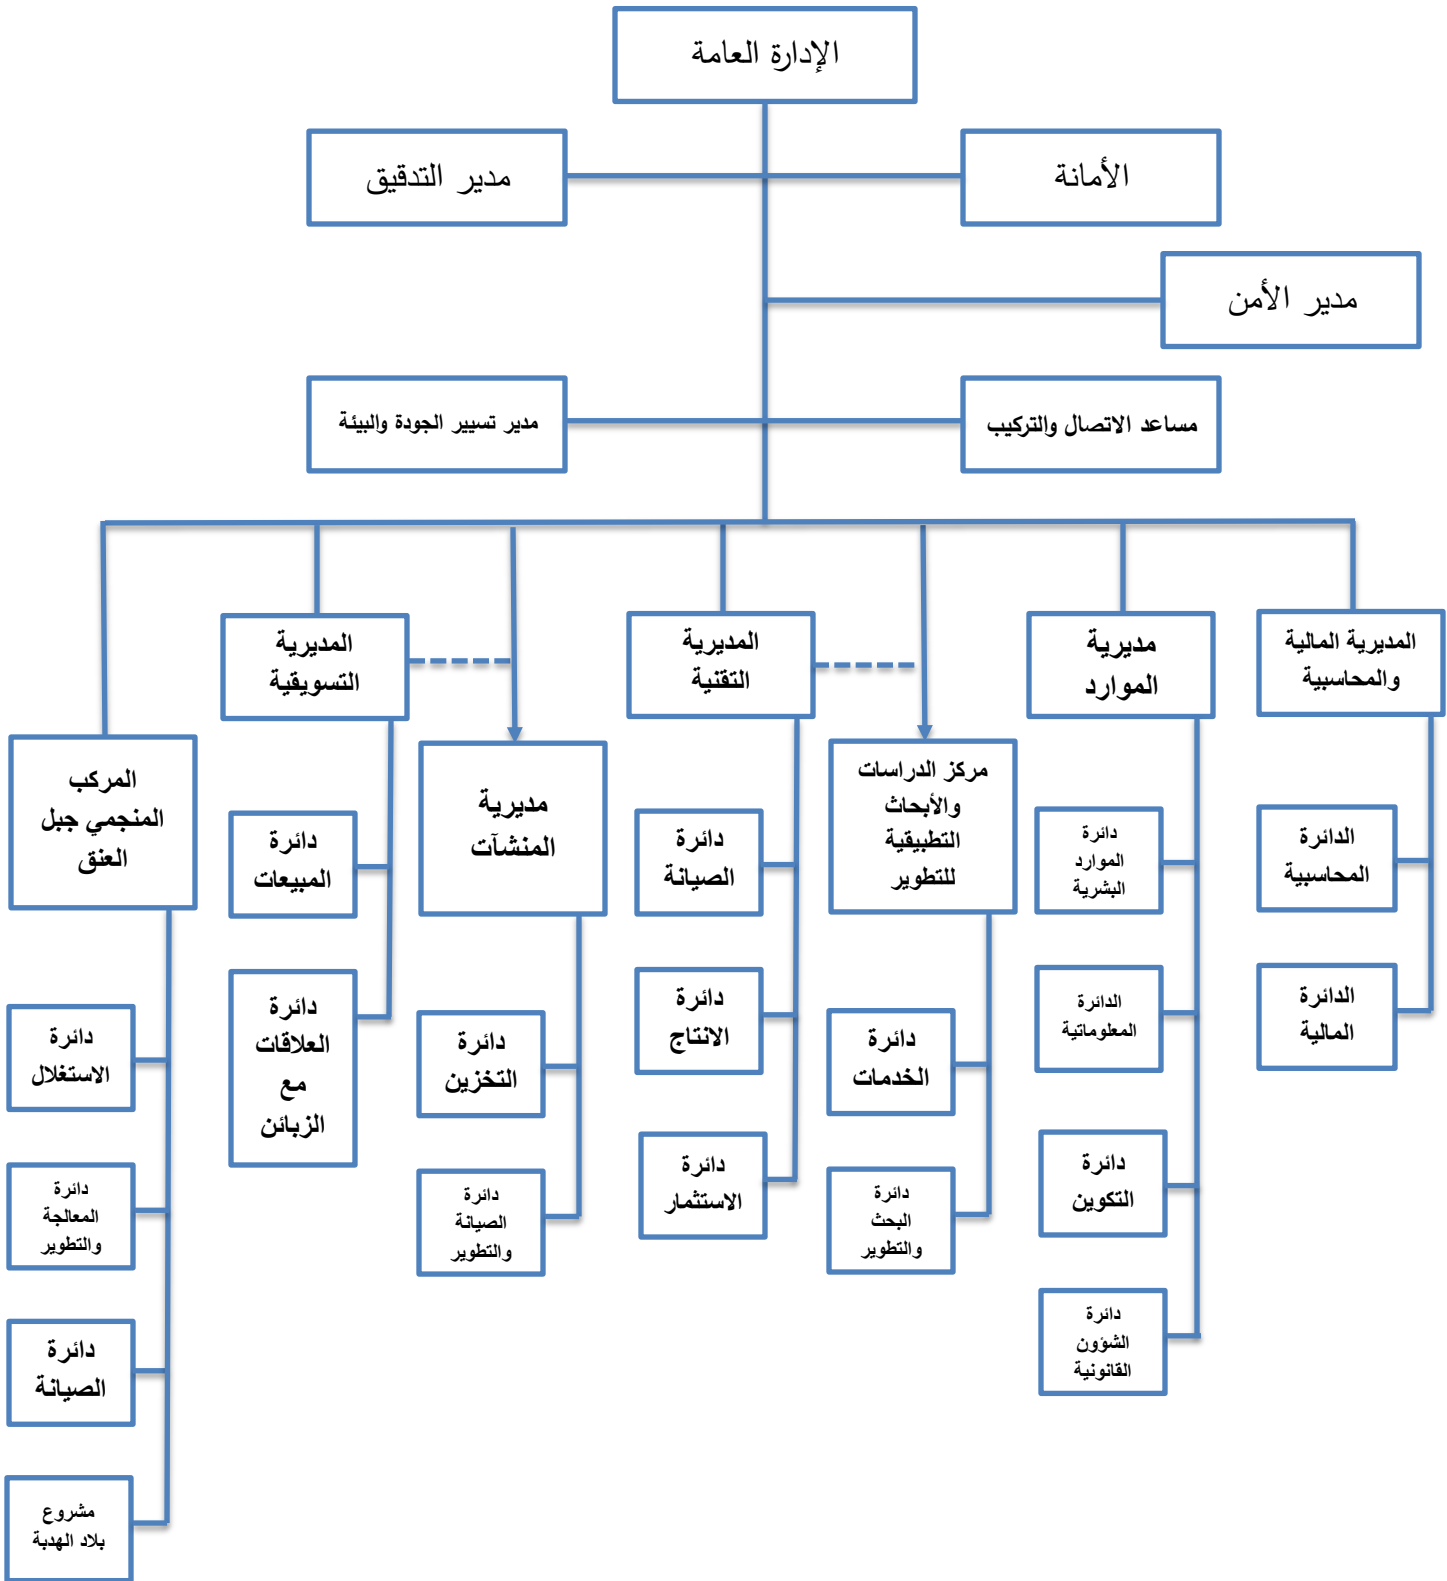 الإدارة العامة
الأمانة
مدير التدقيق
مدير الأمن
مساعد الاتصال والتركيب
مدير تسيير الجودة والبيئة
المديرية المالية
والمحاسبية
مديرية
الموارد
المديرية
التقنية
المديرية
التسويقية
مركز الدراسات
والأبحاث
التطبيقية
للتطوير
مديرية
المنشآت
المركب
المنجمي جبل
العنق
الدائرة
المحاسبية
الدائرة
المالية
دائرة
الموارد
البشرية
الدائرة
المعلوماتية
دائرة
التكوين
دائرة
الشؤون
القانونية
دائرة
الخدمات
دائرة
البحث
والتطوير
دائرة
الصيانة
دائرة
الانتاج
دائرة
الاستثمار
دائرة
التخزين
دائرة
الصيانة
والتطوير
دائرة
المبيعات
دائرة
العلاقات
مع
الزبائن
دائرة
الاستغلال
دائرة
المعالجة
والتطوير
دائرة
الصيانة
مشروع
بلاد الهدبة